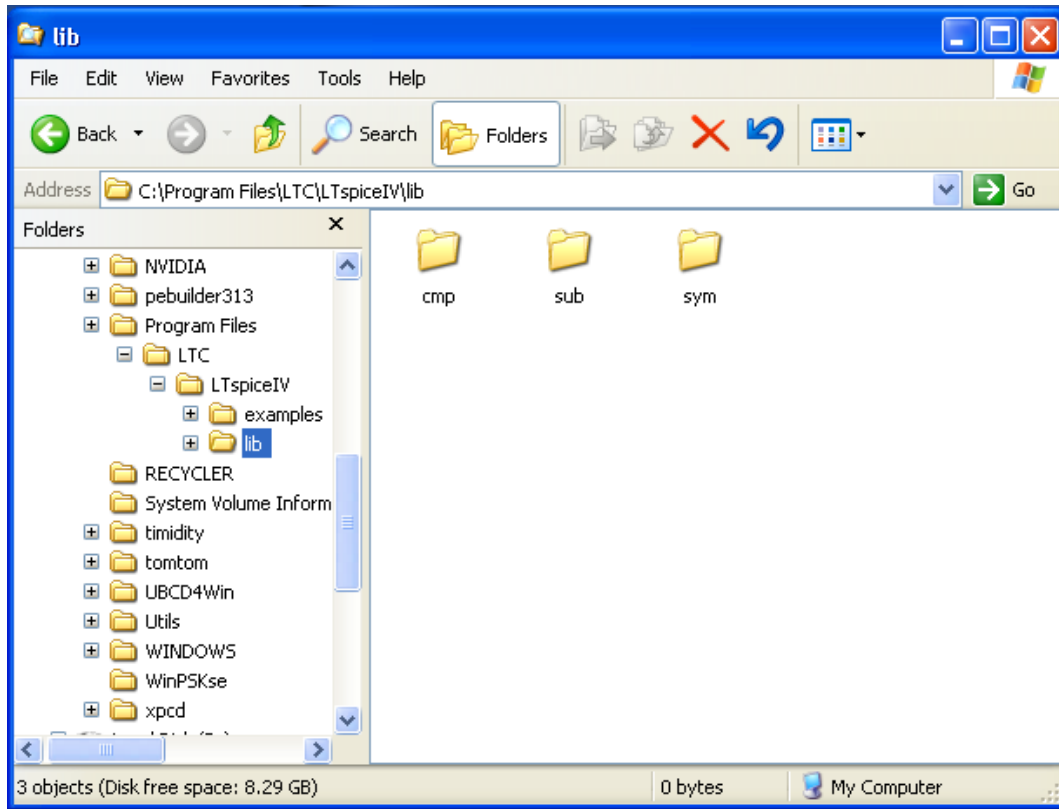 lib
File Edit View Favorites Tools Help
Back Search Folders
Address C:\Program Files\LTC\LTspiceIV\lib Go
Folders
NVIDIA
pebuilder313
Program Files
LTC
LTspiceIV
examples
lib
RECYCLER
System Volume Inform
timidity
tomtom
UBCD4Win
Utils
WINDOWS
WinPSKse
xpcd
cmp sub sym
3 objects (Disk free space: 8.29 GB) 0 bytes My Computer